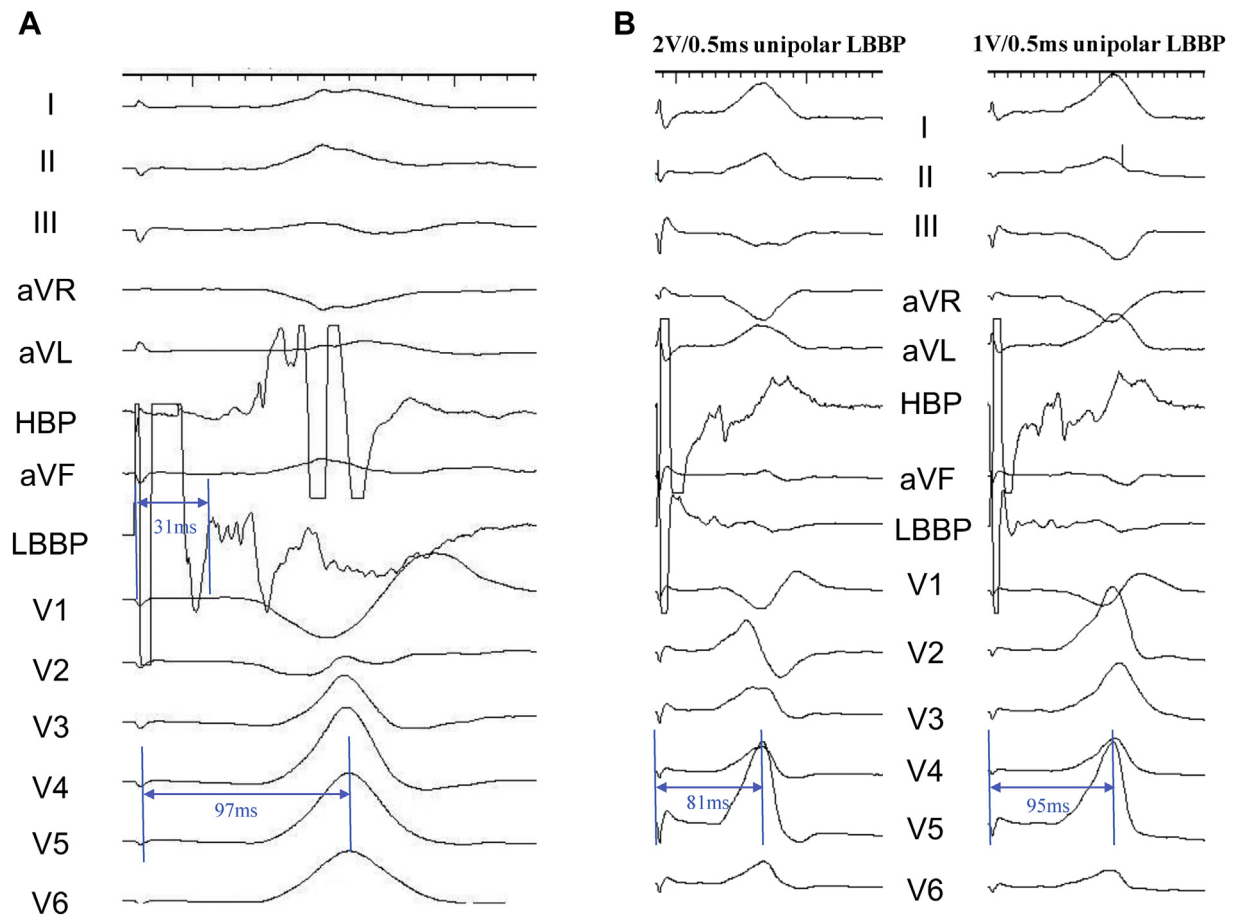 A
B
2V/0.5ms unipolar LBBP
1V/0.5ms unipolar LBBP
I
II
III
aVR
aVL
HBP
aVF
31ms
LBBP
V1
V2
V3
V4
97ms
V5
V6
I
II
III
aVR
aVL
HBP
aVF
LBBP
V1
V2
V3
V4
81ms
95ms
V5
V6